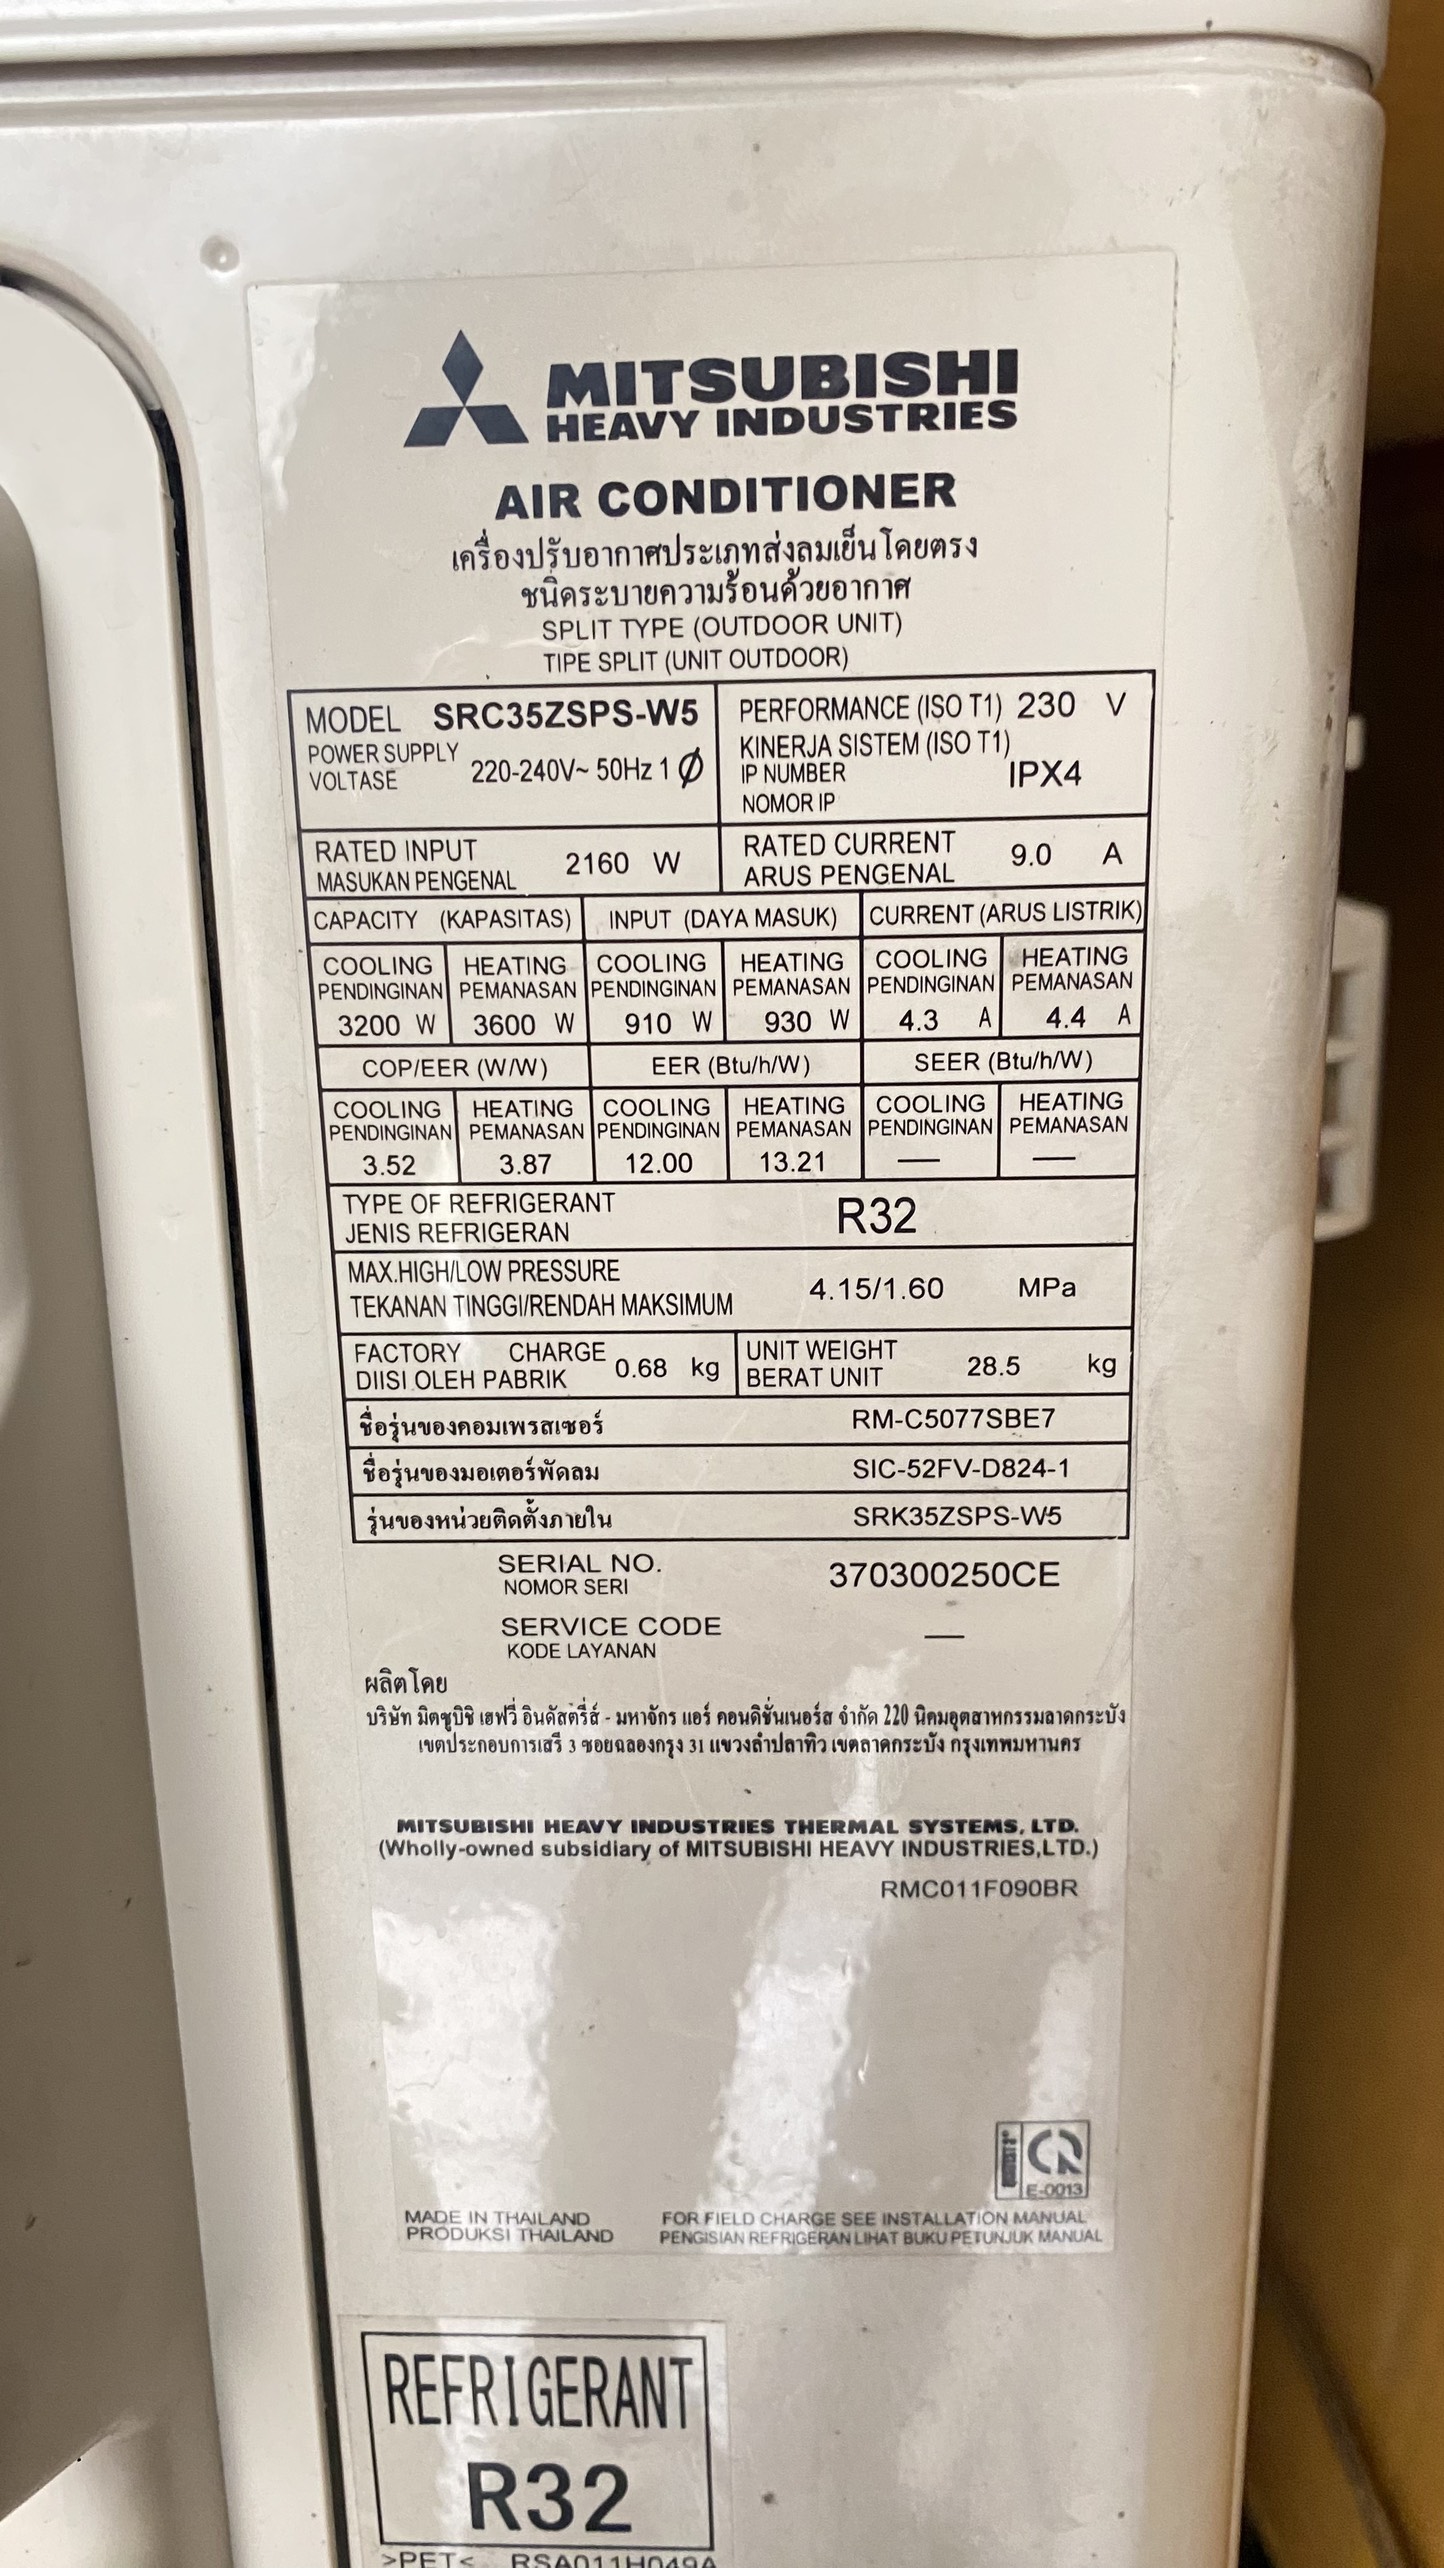 MITSUBISHI
HEAVY INDUSTRIES
AIR CONDITIONER
เครื่องปรับอากาศประเภทส่งลมเย็นโดยตรง
ชนิดระบายความร้อนด้วยอากาศ
SPLIT TYPE (OUTDOOR UNIT)
TIPE SPLIT (UNIT OUTDOOR)
MODEL SRC35ZSPS-W5 PERFORMANCE (ISO T1) 230 V
KINERJA SISTEM (ISO T1)
POWER SUPPLY 220-240V~ 50Hz 1 Ø IP NUMBER IPX4
VOLTASE NOMOR IP
RATED INPUT 2160 W RATED CURRENT 9.0 A
MASUKAN PENGENAL ARUS PENGENAL
CAPACITY (KAPASITAS) INPUT (DAYA MASUK) CURRENT (ARUS LISTRIK)
COOLING HEATING COOLING HEATING COOLING HEATING
PENDINGINAN PEMANASAN PENDINGINAN PEMANASAN PENDINGINAN PEMANASAN
3200 W 3600 W 910 W 930 W 4.3 A 4.4 A
COP/EER (W/W) EER (Btu/h/W) SEER (Btu/h/W)
COOLING HEATING COOLING HEATING COOLING HEATING
PENDINGINAN PEMANASAN PENDINGINAN PEMANASAN PENDINGINAN PEMANASAN
3.52 3.87 12.00 13.21 — —
TYPE OF REFRIGERANT R32
JENIS REFRIGERAN
MAX.HIGH/LOW PRESSURE 4.15/1.60 MPa
TEKANAN TINGGI/RENDAH MAKSIMUM
FACTORY CHARGE 0.68 kg UNIT WEIGHT 28.5 kg
DIISI OLEH PABRIK BERAT UNIT
ชื่อรุ่นของคอมเพรสเซอร์ RM-C5077SBE7
ชื่อรุ่นของมอเตอร์พัดลม SIC-52FV-D824-1
รุ่นของหน่วยติดตั้งภายใน SRK35ZSPS-W5
SERIAL NO. 370300250CE
NOMOR SERI
SERVICE CODE —
KODE LAYANAN
ผลิตโดย
บริษัท มิตซูบิชิ เฮฟวี่ อินดัสตรี่ส์ - มหาจักร แอร์ คอนดิชั่นเนอร์ส จำกัด 220 นิคมอุตสาหกรรมลาดกระบัง
เขตประกอบการเสรี 3 ซอยฉลองกรุง 31 แขวงลำปลาทิว เขตลาดกระบัง กรุงเทพมหานคร
MITSUBISHI HEAVY INDUSTRIES THERMAL SYSTEMS, LTD.
(Wholly-owned subsidiary of MITSUBISHI HEAVY INDUSTRIES,LTD.)
RMC011F090BR
E-0013
MADE IN THAILAND FOR FIELD CHARGE SEE INSTALLATION MANUAL
PRODUKSI THAILAND PENGISIAN REFRIGERAN LIHAT BUKU PETUNJUK MANUAL
REFRIGERANT
R32
>PET< RSA011H049A